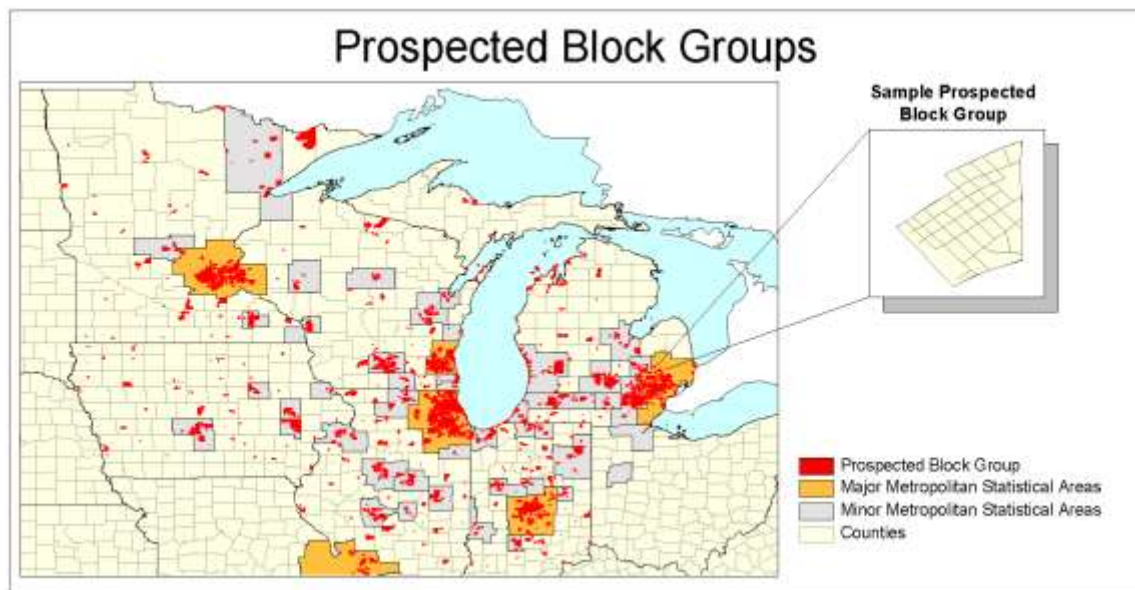 Prospected Block Groups
Sample Prospected
Block Group
Prospected Block Group
Major Metropolitan Statistical Areas
Minor Metropolitan Statistical Areas
Counties